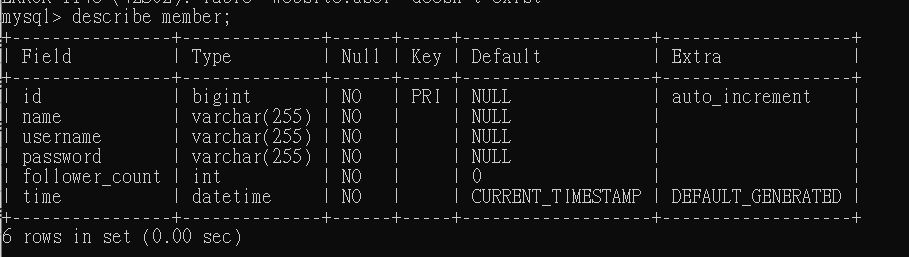 mysql> describe member;
+----------------+--------------+------+-----+-------------------+-------------------+
| Field | Type | Null | Key | Default | Extra |
+----------------+--------------+------+-----+-------------------+-------------------+
| id | bigint | NO | PRI | NULL | auto_increment |
| name | varchar(255) | NO | | NULL | |
| username | varchar(255) | NO | | NULL | |
| password | varchar(255) | NO | | NULL | |
| follower_count | int | NO | | 0 | |
| time | datetime | NO | | CURRENT_TIMESTAMP | DEFAULT_GENERATED |
+----------------+--------------+------+-----+-------------------+-------------------+
6 rows in set (0.00 sec)